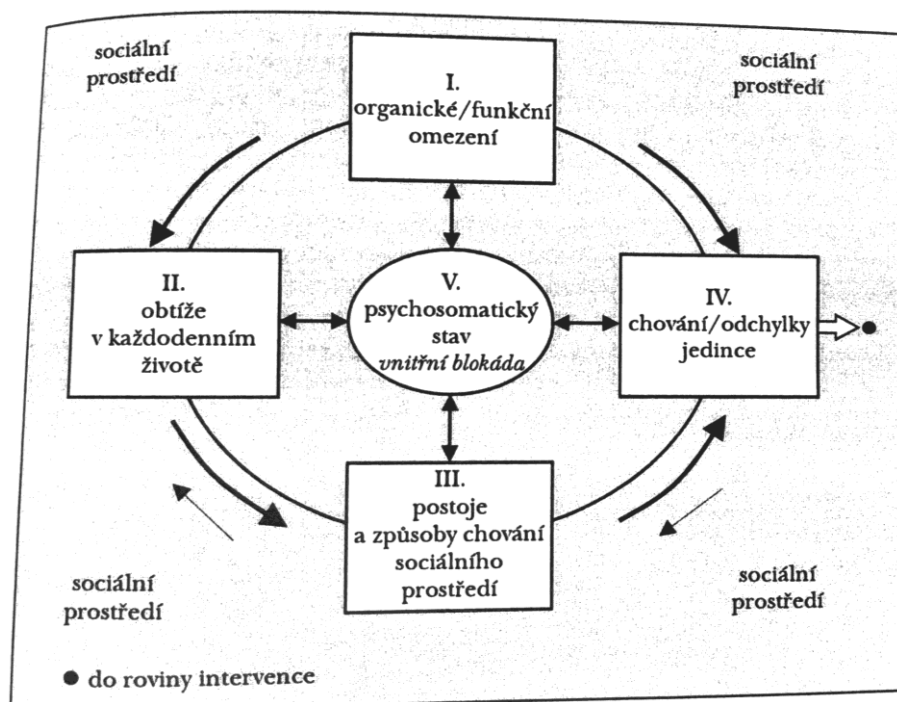 sociální
prostředí
sociální
prostředí
I.
organické/funkční
omezení
II.
obtíže
v každodenním
životě
V.
psychosomatický
stav
vnitřní blokáda
IV.
chování/odchylky
jedince
III.
postoje
a způsoby chování
sociálního
prostředí
sociální
prostředí
sociální
prostředí
● do roviny intervence